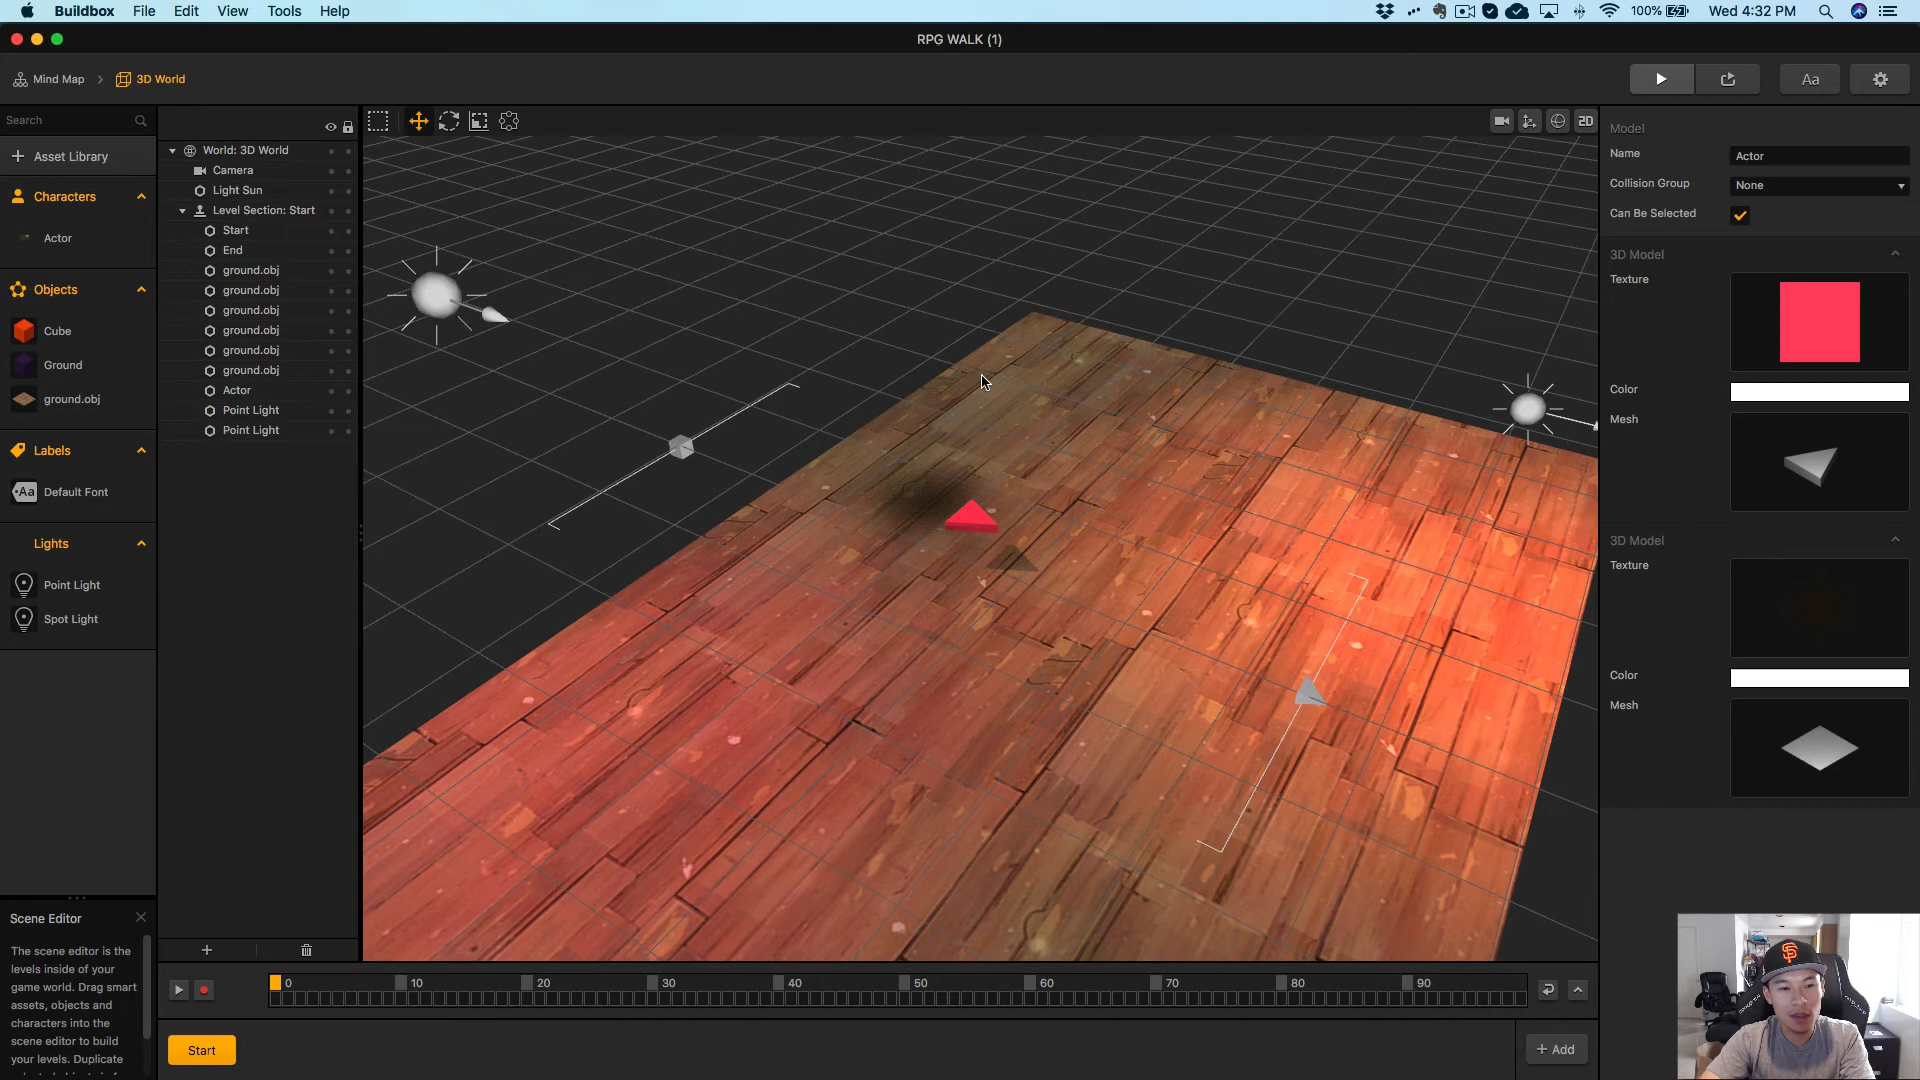 Buildbox File Edit View Tools Help
100% Wed 4:32 PM
RPG WALK (1)
Mind Map 3D World
Aa
Search
Asset Library
Characters
Actor
Objects
Cube
Ground
ground.obj
Labels
Aa Default Font
Lights
Point Light
Spot Light
Scene Editor
The scene editor is the
levels inside of your
game world. Drag smart
assets, objects and
characters into the
scene editor to build
your levels. Duplicate
World: 3D World
Camera
Light Sun
Level Section: Start
Start
End
ground.obj
ground.obj
ground.obj
ground.obj
ground.obj
ground.obj
Actor
Point Light
Point Light
2D
Model
Name Actor
Collision Group None
Can Be Selected
3D Model
Texture
Color
Mesh
3D Model
Texture
Color
Mesh
0 10 20 30 40 50 60 70 80 90
Start
+ Add